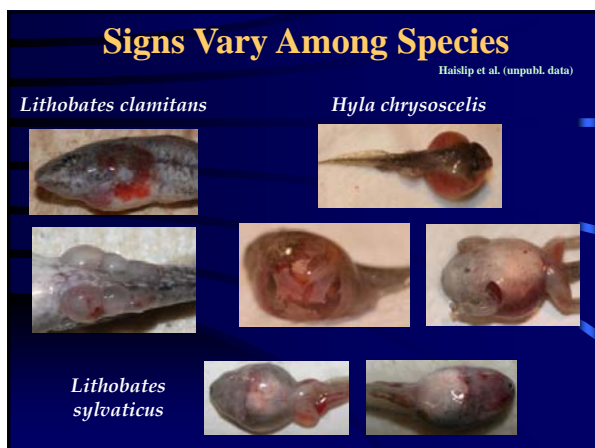 Signs Vary Among Species
Haislip et al. (unpubl. data)
Lithobates clamitans
Hyla chrysoscelis
Lithobates
sylvaticus